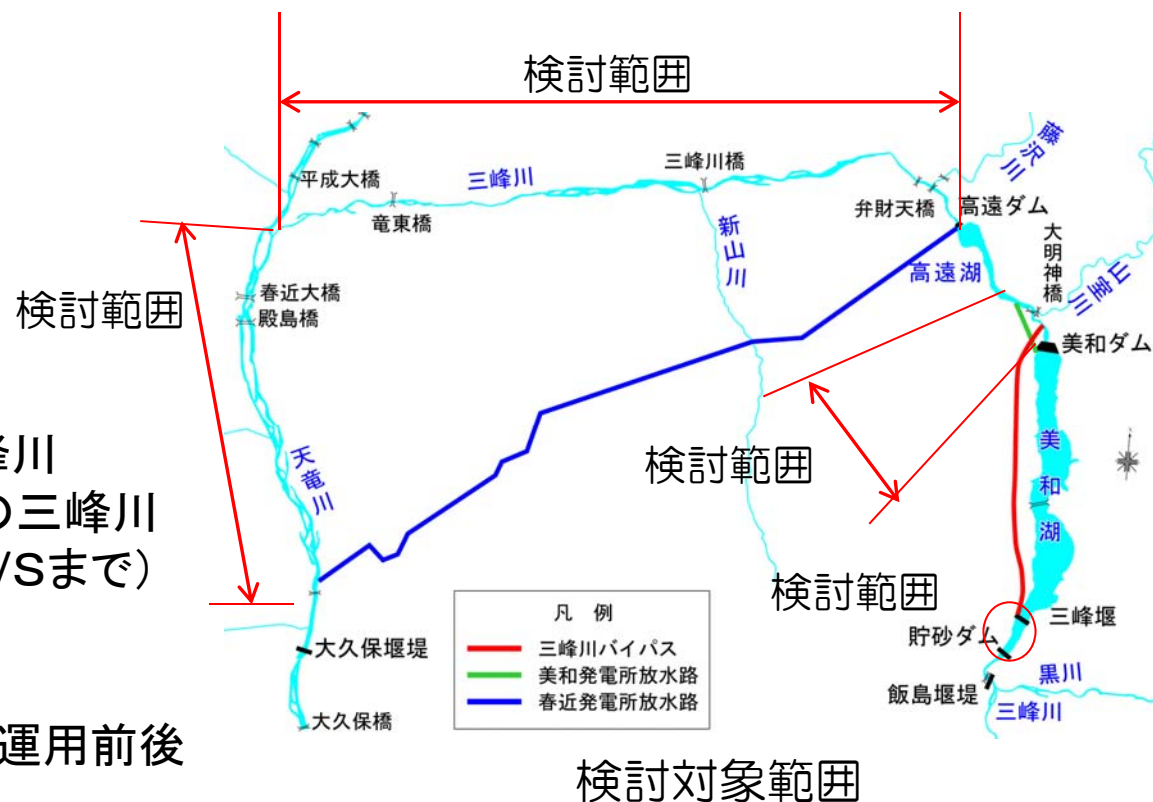 検討範囲
藤沢川
平成大橋
三峰川
三峰川橋
竜東橋
弁財天橋
高遠ダム
新山川
高遠湖
大明神橋
山室川
美和ダム
検討範囲
春近大橋
殿島橋
天竜川
検討範囲
美和湖
峰川
の三峰川
/Sまで）
検討範囲
三峰堰
貯砂ダム
黒川
飯島堰堤
三峰川
凡 例
三峰川バイパス
美和発電所放水路
春近発電所放水路
大久保堰堤
大久保橋
運用前後
検討対象範囲